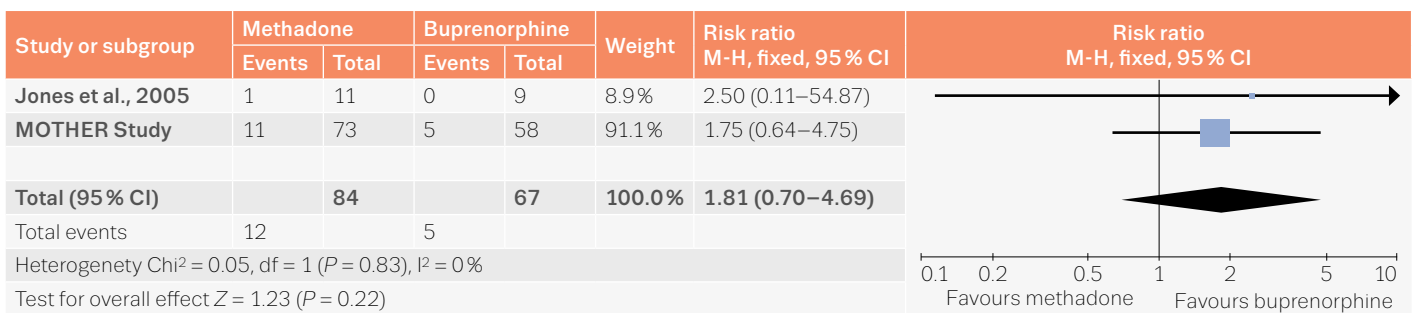 Study or subgroup Methadone Buprenorphine Weight Risk ratio M-H, fixed, 95% CI Risk ratio M-H, fixed, 95% CI
Events Total Events Total
Jones et al., 2005 1 11 0 9 8.9% 2.50 (0.11–54.87)
MOTHER Study 11 73 5 58 91.1% 1.75 (0.64–4.75)
Total (95% CI) 84 67 100.0% 1.81 (0.70–4.69)
Total events 12 5
Heterogenety Chi² = 0.05, df = 1 (P = 0.83), I² = 0%
Test for overall effect Z = 1.23 (P = 0.22)
0.1 0.2 0.5 1 2 5 10
Favours methadone Favours buprenorphine